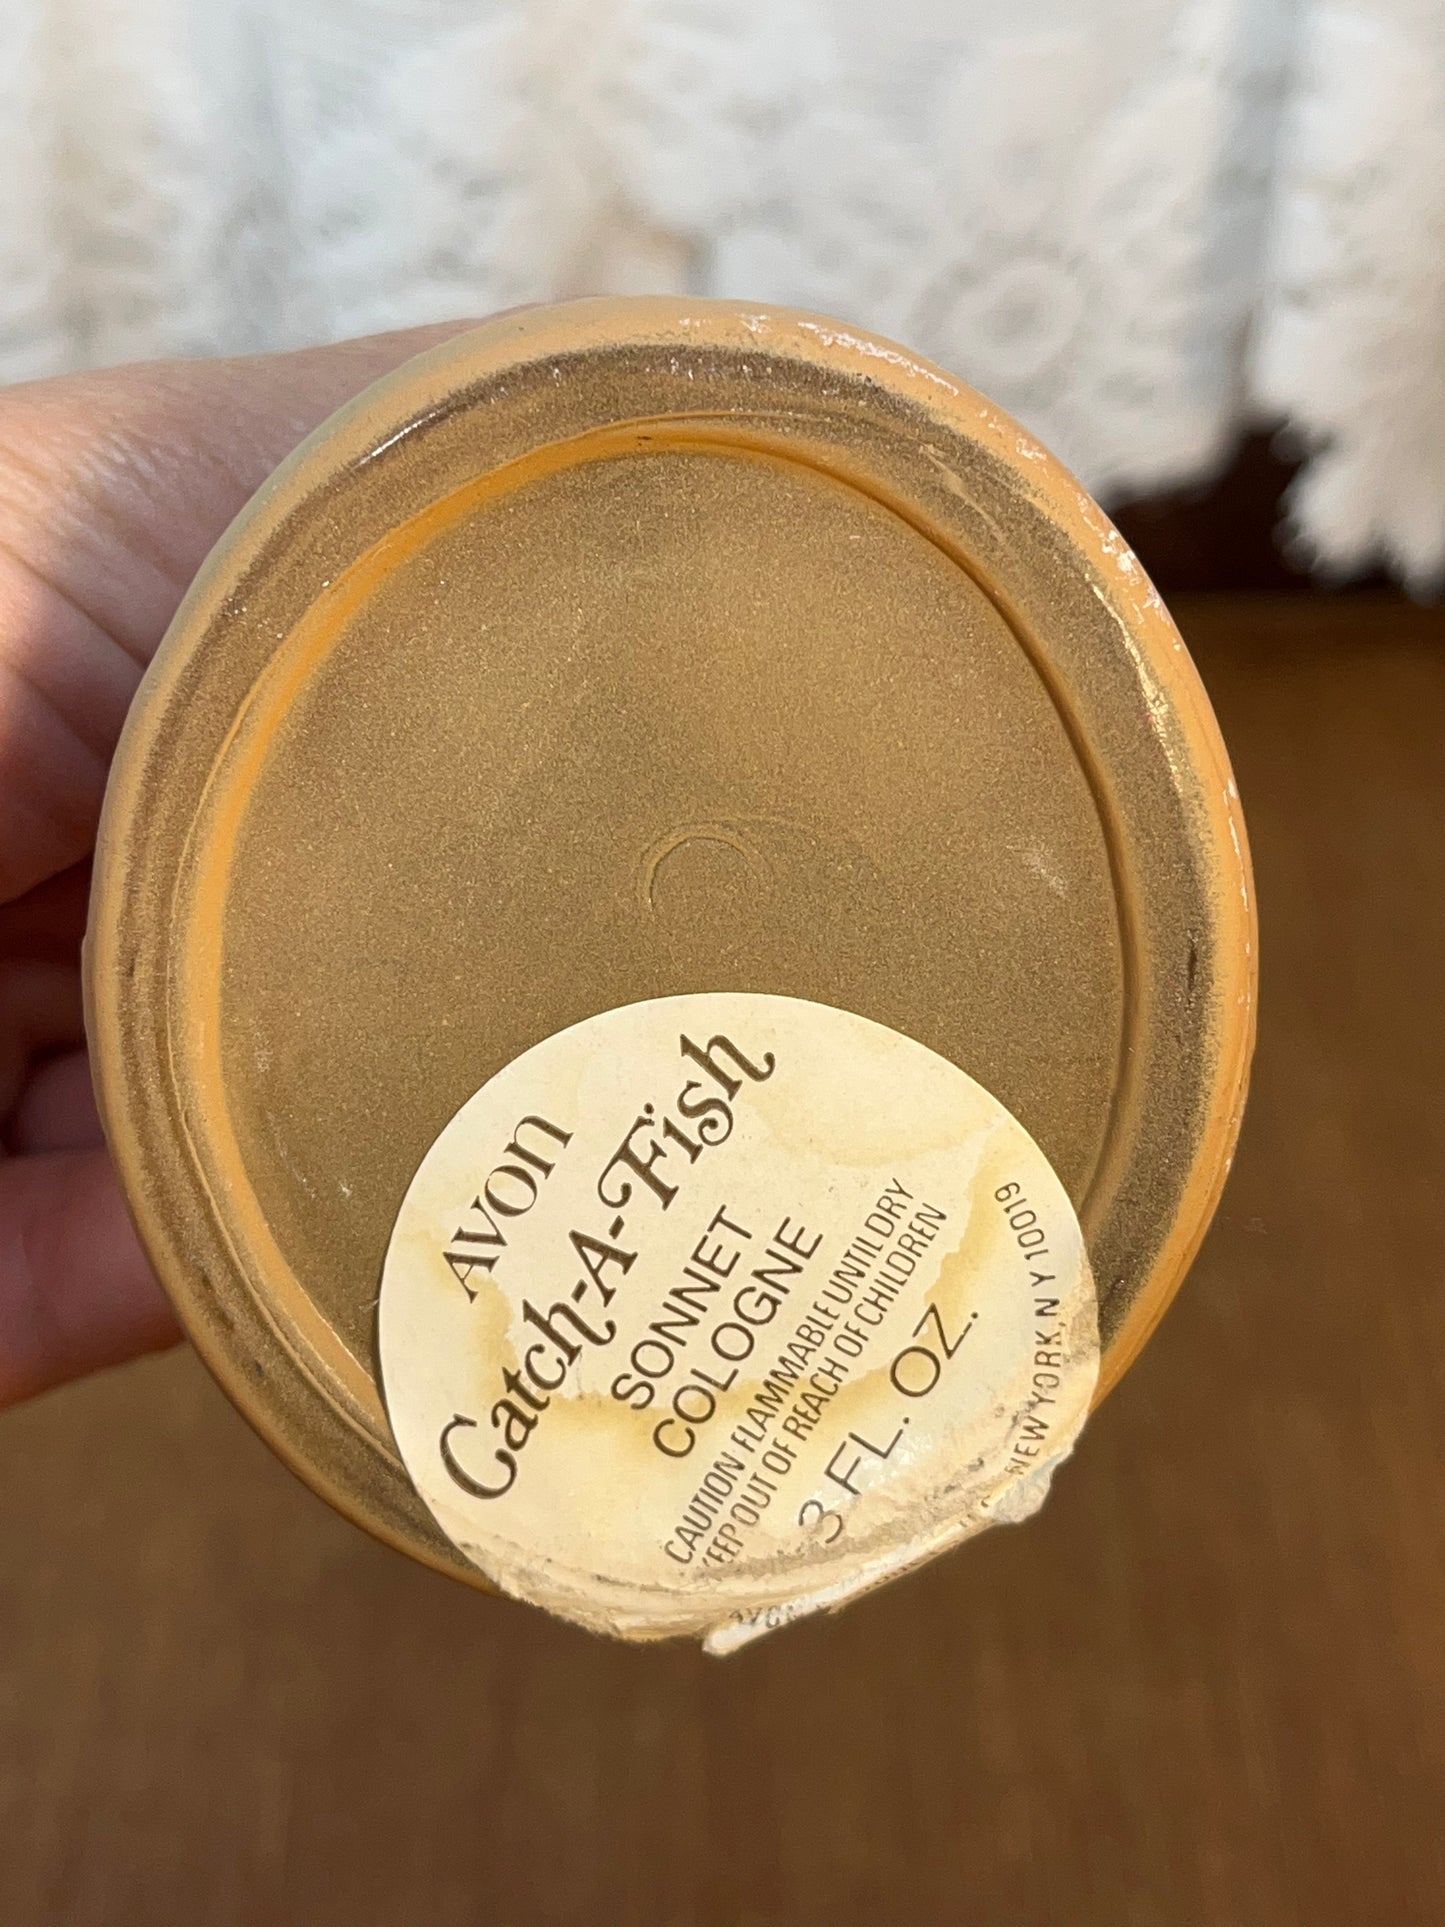 AVON
Catch-A-Fish
SONNET
COLOGNE
CAUTION FLAMMABLE UNTIL DRY
KEEP OUT OF REACH OF CHILDREN
3 FL. OZ.
NEW YORK, N Y 10019